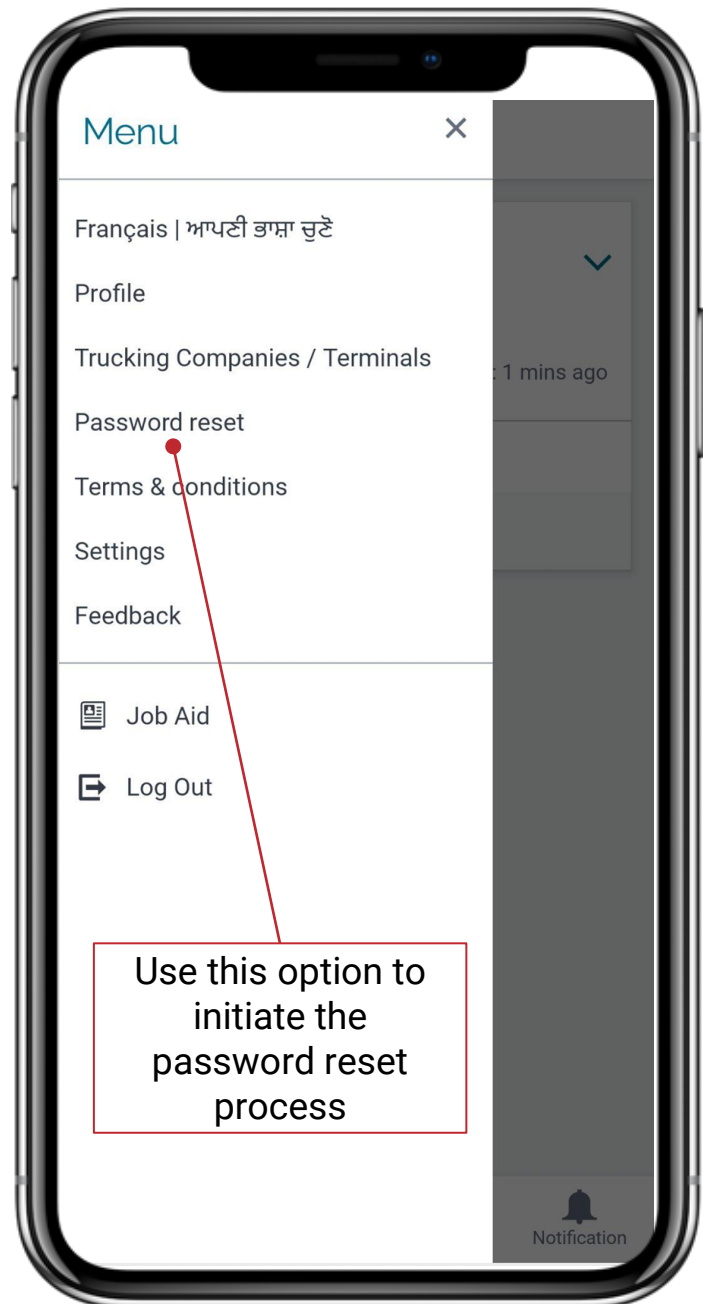 Menu
Français | ਆਪਣੀ ਭਾਸ਼ਾ ਚੁਣੋ
Profile
Trucking Companies / Terminals
: 1 mins ago
Password reset
Terms & conditions
Settings
Feedback
Job Aid
Log Out
Use this option to
initiate the
password reset
process
Notification